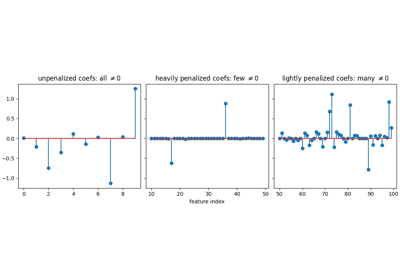 unpenalized coefs: all ≠0
heavily penalized coefs: few ≠0
lightly penalized coefs: many ≠0
1.0
0.5
0.0
−0.5
−1.0
0 2 4 6 8
10 20 30 40 50
50 60 70 80 90 100
feature index